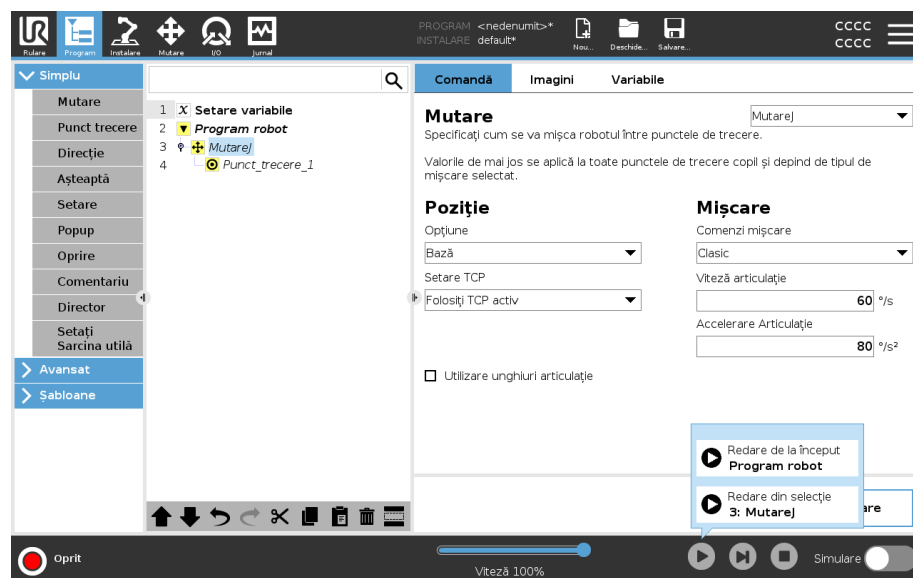 PROGRAM <nedenumit>*
INSTALARE default*
CCCC
CCCC
Rulare
Program
Instalare
Mutare
I/O
Jurnal
Nou...
Deschide...
Salvare...
Simplu
Mutare
Punct trecere
Direcție
Așteaptă
Setare
Popup
Oprire
Comentariu
Director
Setați
Sarcina utilă
Avansat
Șabloane
1 X Setare variabile
2 Program robot
3 MutareJ
4 Punct_trecere_1
Comandă
Imagini
Variabile
Mutare
MutareJ
Specificați cum se va mișca robotul între punctele de trecere.
Valorile de mai jos se aplică la toate punctele de trecere copil și depind de tipul de
mișcare selectat.
Poziție
Opțiune
Bază
Setare TCP
Folosiți TCP activ
Utilizare unghiuri articulație
Mișcare
Comenzi mișcare
Clasic
Viteză articulație
60 °/s
Accelerare Articulație
80 °/s²
Redare de la început
Program robot
Redare din selecție
3: MutareJ
are
Oprit
Viteză 100%
Simulare